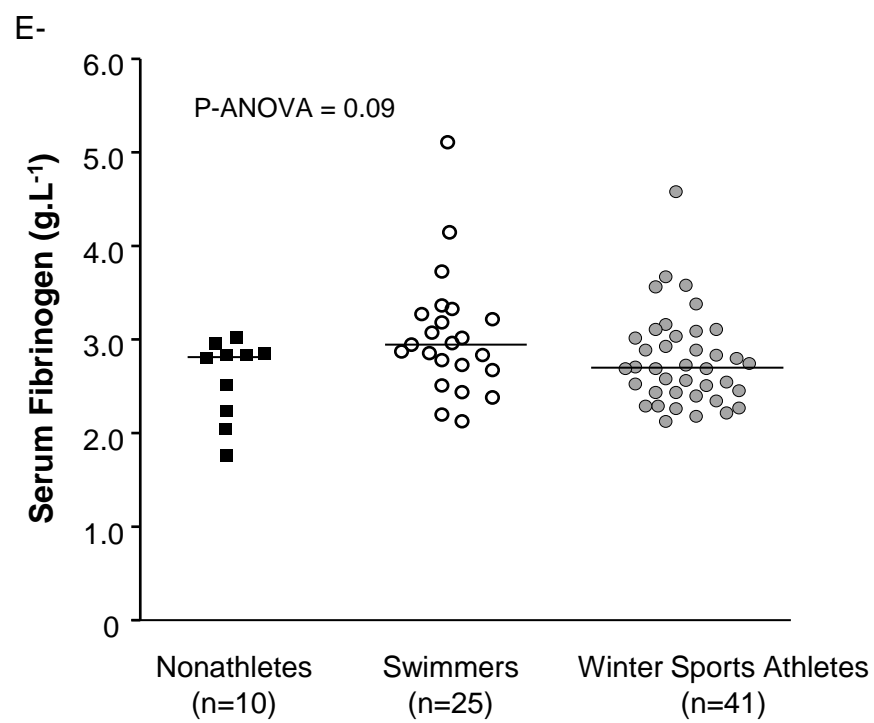 E-
6.0
P-ANOVA = 0.09
5.0
4.0
3.0
2.0
1.0
0
Serum Fibrinogen (g.L⁻¹)
Nonathletes
(n=10)
Swimmers
(n=25)
Winter Sports Athletes
(n=41)